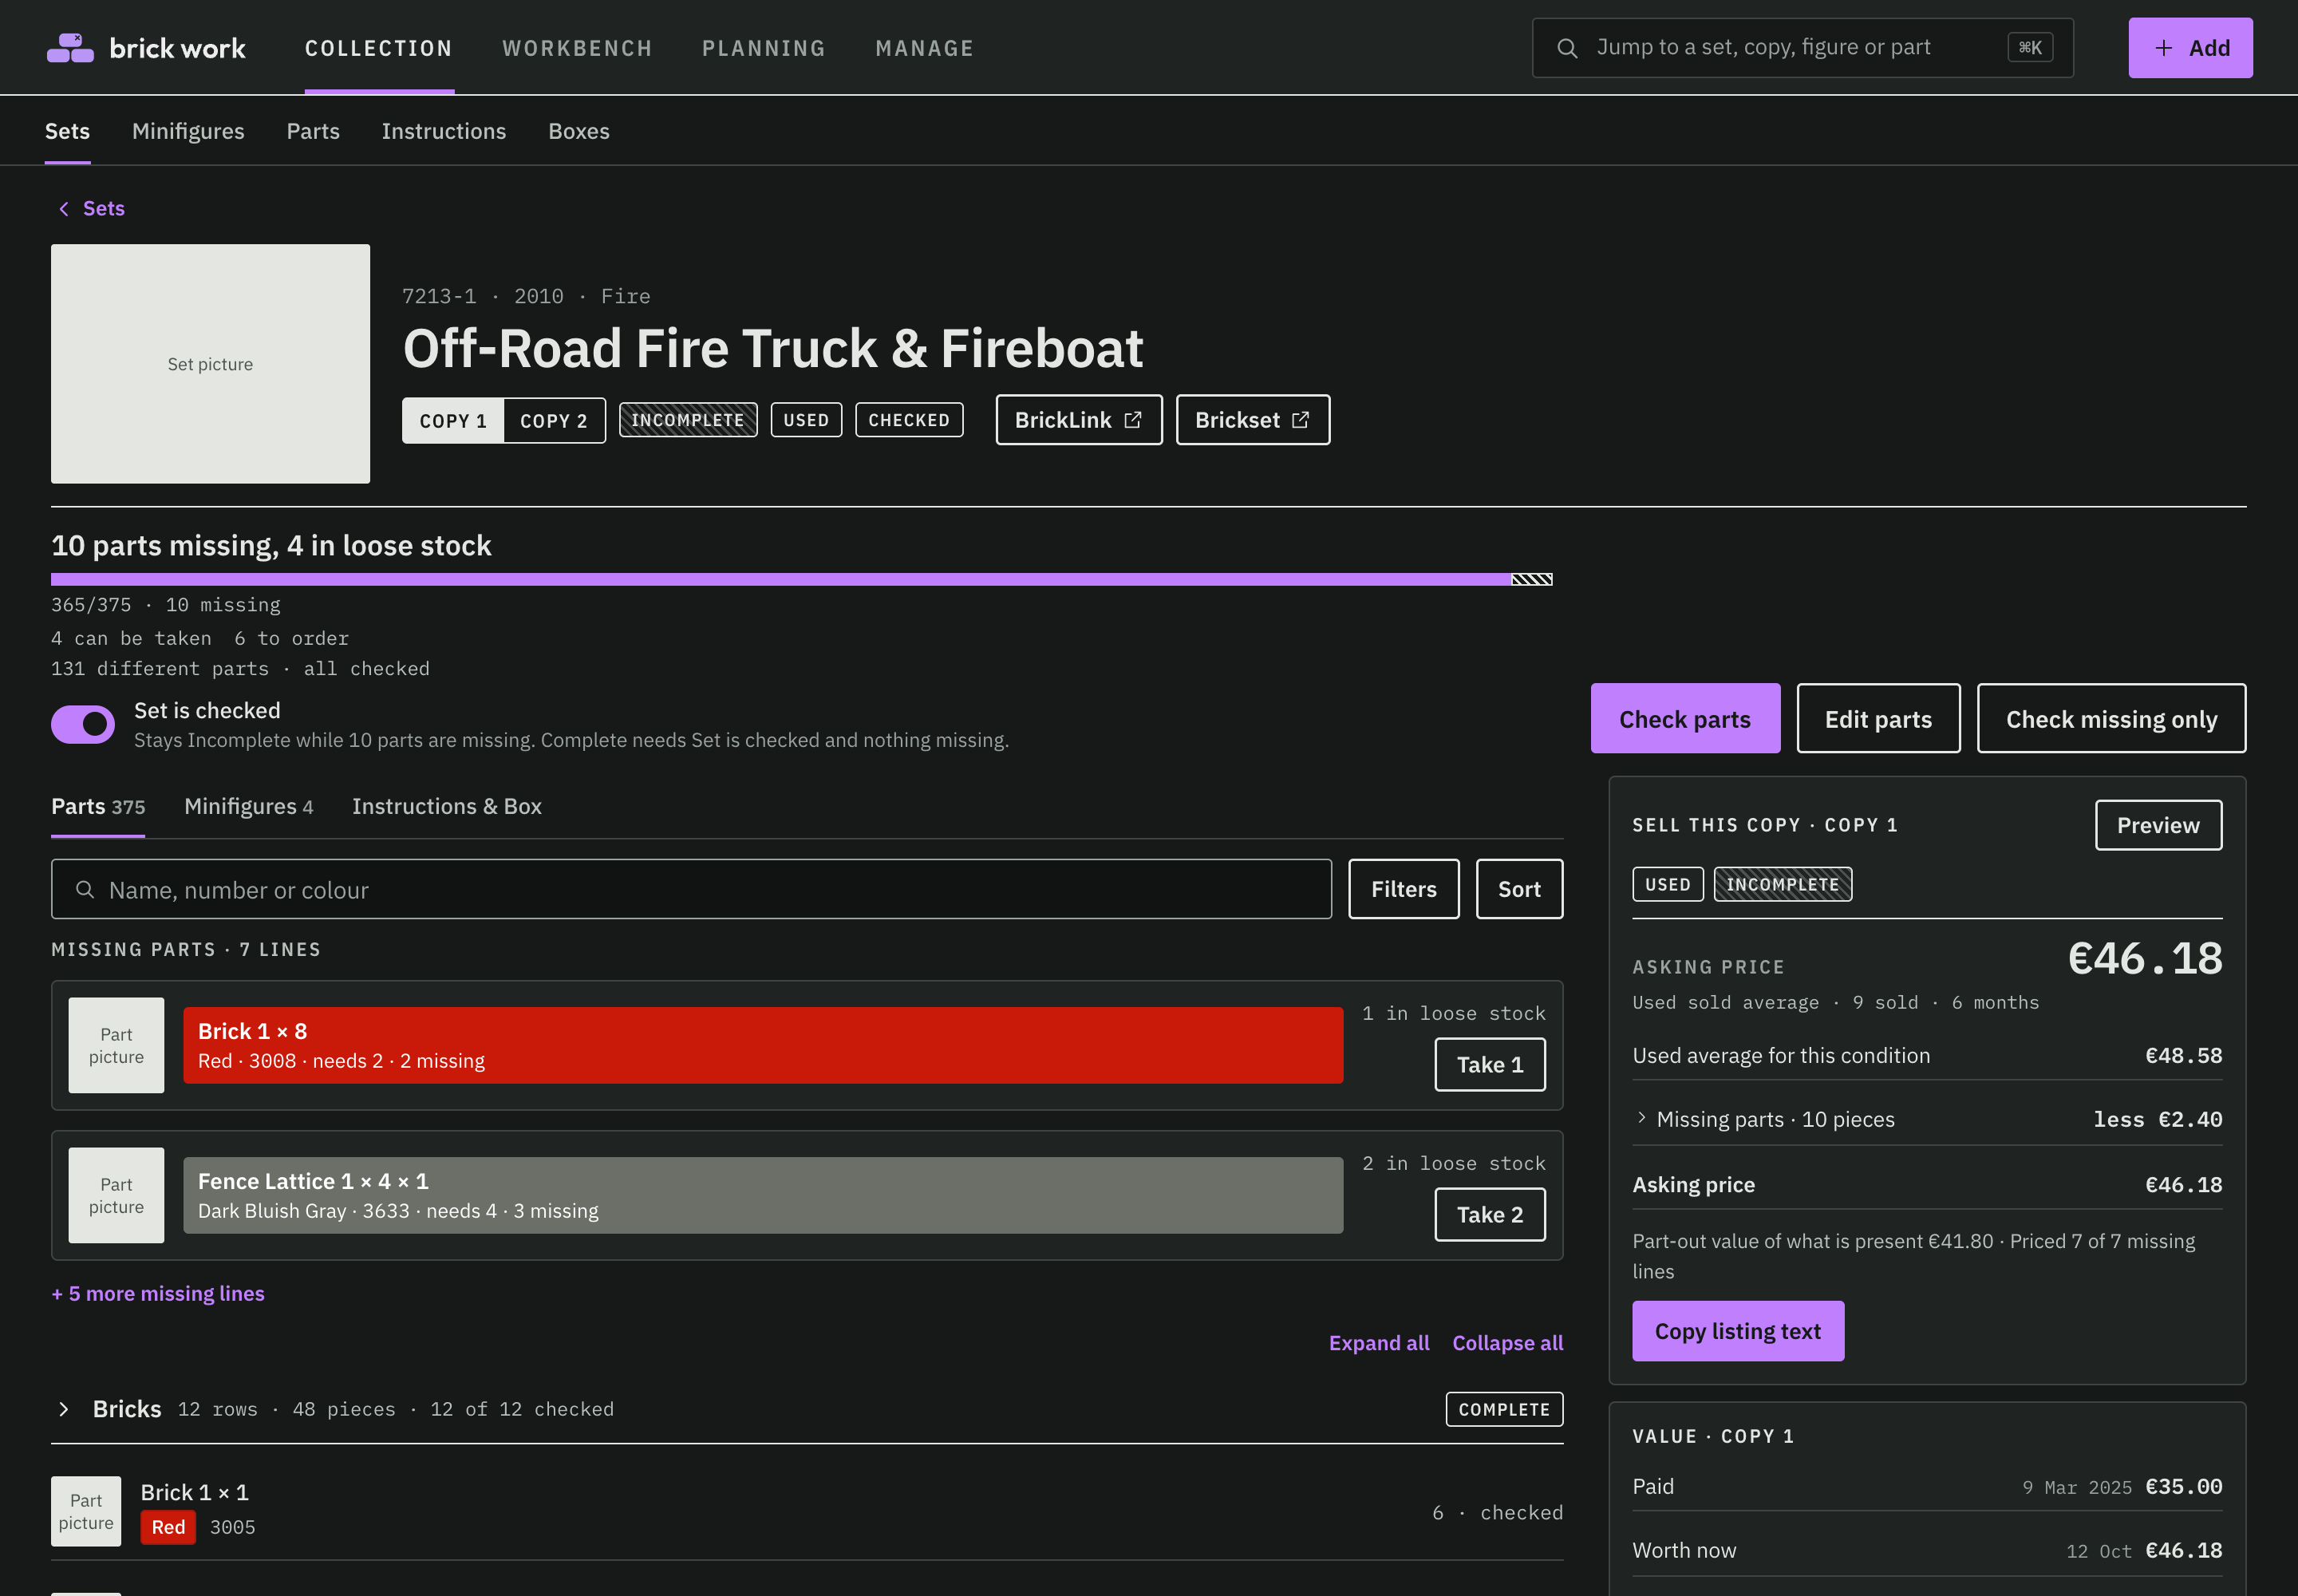 brick work
COLLECTION WORKBENCH PLANNING MANAGE
Jump to a set, copy, figure or part ⌘K
+ Add
Sets Minifigures Parts Instructions Boxes
Sets
Set picture
7213-1 · 2010 · Fire
Off-Road Fire Truck & Fireboat
COPY 1 COPY 2 INCOMPLETE USED CHECKED BrickLink Brickset
10 parts missing, 4 in loose stock
365/375 · 10 missing
4 can be taken 6 to order
131 different parts · all checked
Set is checked
Stays Incomplete while 10 parts are missing. Complete needs Set is checked and nothing missing.
Check parts Edit parts Check missing only
Parts 375 Minifigures 4 Instructions & Box
Name, number or colour
Filters Sort
MISSING PARTS · 7 LINES
Part
picture
Brick 1 × 8
Red · 3008 · needs 2 · 2 missing
1 in loose stock
Take 1
Part
picture
Fence Lattice 1 × 4 × 1
Dark Bluish Gray · 3633 · needs 4 · 3 missing
2 in loose stock
Take 2
+ 5 more missing lines
Expand all Collapse all
Bricks 12 rows · 48 pieces · 12 of 12 checked COMPLETE
Part
picture
Brick 1 × 1
Red 3005
6 · checked
SELL THIS COPY · COPY 1 Preview
USED INCOMPLETE
ASKING PRICE €46.18
Used sold average · 9 sold · 6 months
Used average for this condition €48.58
Missing parts · 10 pieces less €2.40
Asking price €46.18
Part-out value of what is present €41.80 · Priced 7 of 7 missing
lines
Copy listing text
VALUE · COPY 1
Paid 9 Mar 2025 €35.00
Worth now 12 Oct €46.18